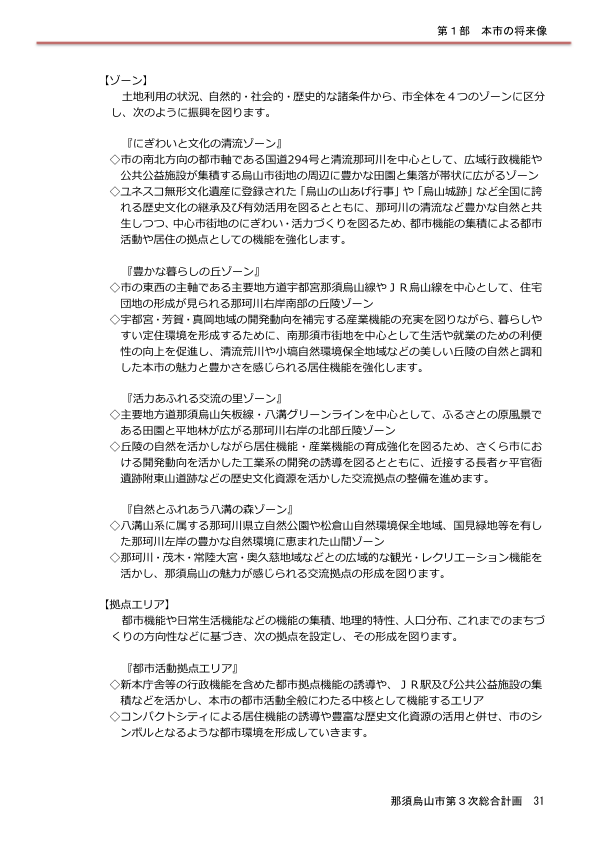 第１部　本市の将来像
【ゾーン】
土地利用の状況、自然的・社会的・歴史的な諸条件から、市全体を４つのゾーンに区分
し、次のように振興を図ります。
『にぎわいと文化の清流ゾーン』
◇市の南北方向の都市軸である国道294号と清流那珂川を中心として、広域行政機能や
公共公益施設が集積する烏山市街地の周辺に豊かな田園と集落が帯状に広がるゾーン
◇ユネスコ無形文化遺産に登録された「烏山の山あげ行事」や「烏山城跡」など全国に誇
れる歴史文化の継承及び有効活用を図るとともに、那珂川の清流など豊かな自然と共
生しつつ、中心市街地のにぎわい・活力づくりを図るため、都市機能の集積による都市
活動や居住の拠点としての機能を強化します。
『豊かな暮らしの丘ゾーン』
◇市の東西の主軸である主要地方道宇都宮那須烏山線やＪＲ烏山線を中心として、住宅
団地の形成が見られる那珂川右岸南部の丘陵ゾーン
◇宇都宮・芳賀・真岡地域の開発動向を補完する産業機能の充実を図りながら、暮らしや
すい定住環境を形成するために、南那須市街地を中心として生活や就業のための利便
性の向上を促進し、清流荒川や小塙自然環境保全地域などの美しい丘陵の自然と調和
した本市の魅力と豊かさを感じられる居住機能を強化します。
『活力あふれる交流の里ゾーン』
◇主要地方道那須烏山矢板線・八溝グリーンラインを中心として、ふるさとの原風景で
ある田園と平地林が広がる那珂川右岸の北部丘陵ゾーン
◇丘陵の自然を活かしながら居住機能・産業機能の育成強化を図るため、さくら市にお
ける開発動向を活かした工業系の開発の誘導を図るとともに、近接する長者ヶ平官衙
遺跡附東山道跡などの歴史文化資源を活かした交流拠点の整備を進めます。
『自然とふれあう八溝の森ゾーン』
◇八溝山系に属する那珂川県立自然公園や松倉山自然環境保全地域、国見緑地等を有し
た那珂川左岸の豊かな自然環境に恵まれた山間ゾーン
◇那珂川・茂木・常陸大宮・奥久慈地域などとの広域的な観光・レクリエーション機能を
活かし、那須烏山の魅力が感じられる交流拠点の形成を図ります。
【拠点エリア】
都市機能や日常生活機能などの機能の集積、地理的特性、人口分布、これまでのまちづ
くりの方向性などに基づき、次の拠点を設定し、その形成を図ります。
『都市活動拠点エリア』
◇新本庁舎等の行政機能を含めた都市拠点機能の誘導や、ＪＲ駅及び公共公益施設の集
積などを活かし、本市の都市活動全般にわたる中核として機能するエリア
◇コンパクトシティによる居住機能の誘導や豊富な歴史文化資源の活用と併せ、市のシ
ンボルとなるような都市環境を形成していきます。
那須烏山市第３次総合計画　31